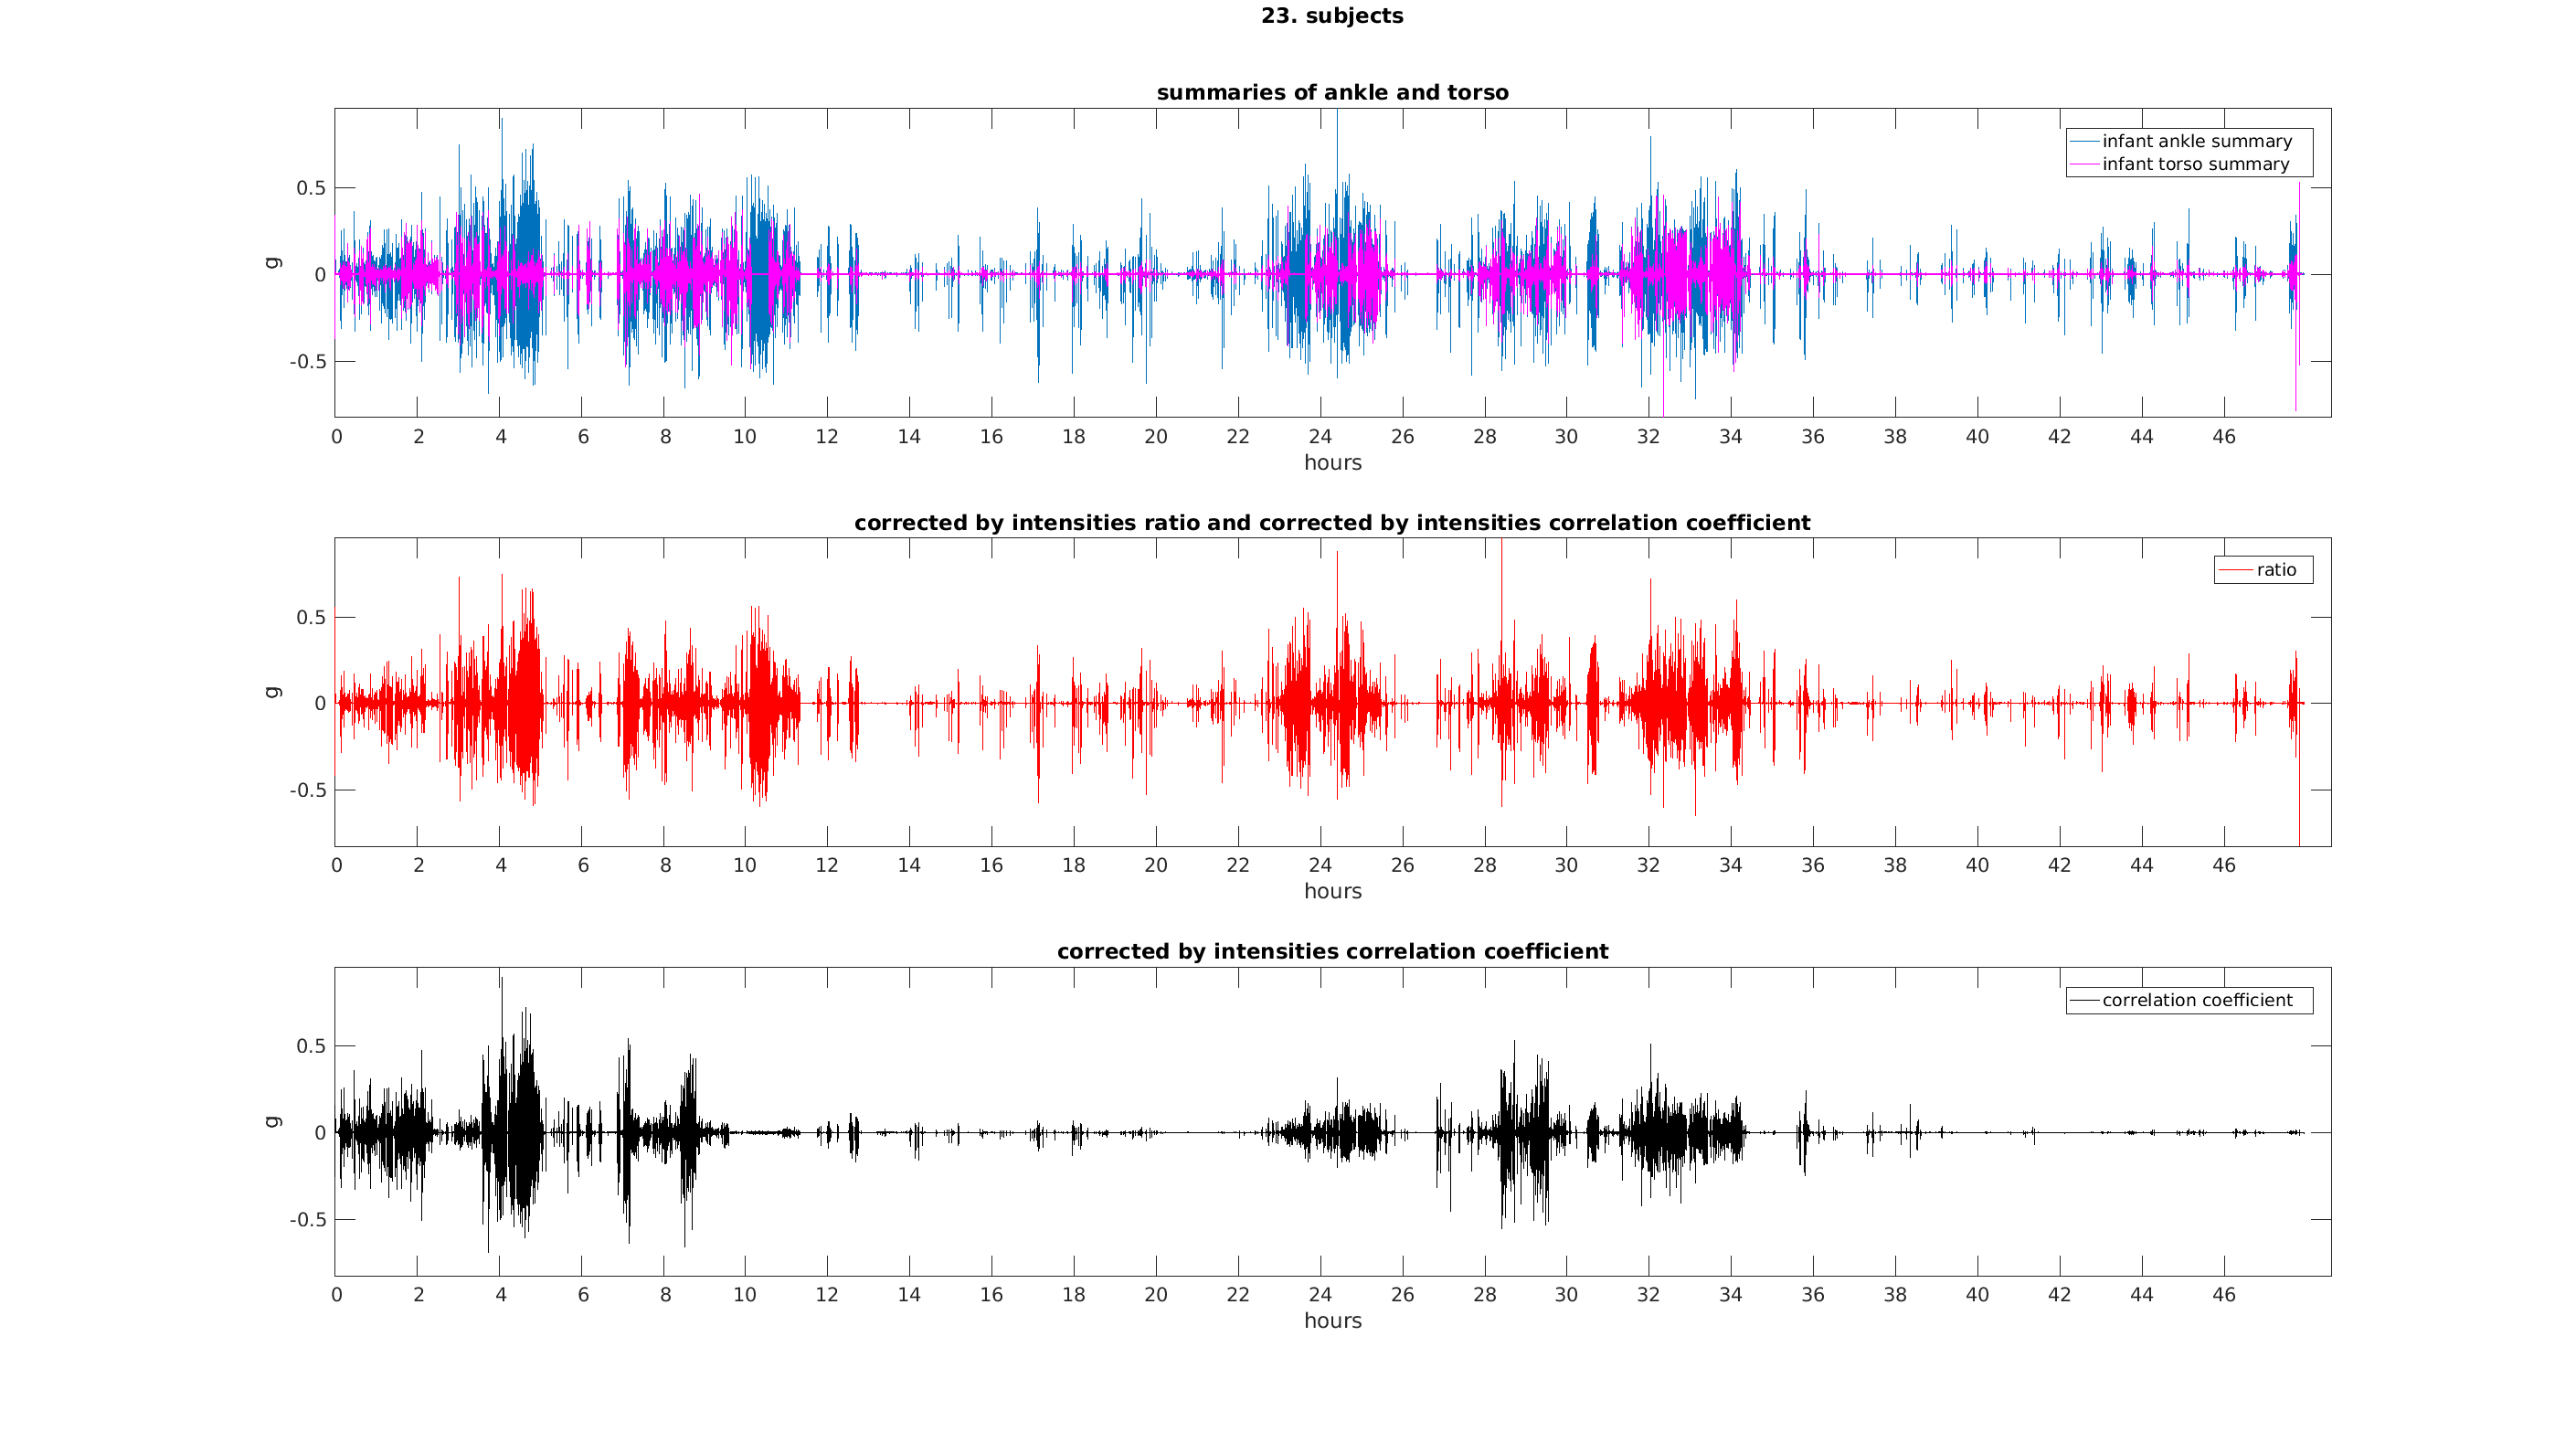 23. subjects
summaries of ankle and torso
infant ankle summary
infant torso summary
0.5
0
-0.5
g
0 2 4 6 8 10 12 14 16 18 20 22 24 26 28 30 32 34 36 38 40 42 44 46
hours
corrected by intensities ratio and corrected by intensities correlation coefficient
ratio
0.5
0
-0.5
g
0 2 4 6 8 10 12 14 16 18 20 22 24 26 28 30 32 34 36 38 40 42 44 46
hours
corrected by intensities correlation coefficient
correlation coefficient
0.5
0
-0.5
g
0 2 4 6 8 10 12 14 16 18 20 22 24 26 28 30 32 34 36 38 40 42 44 46
hours